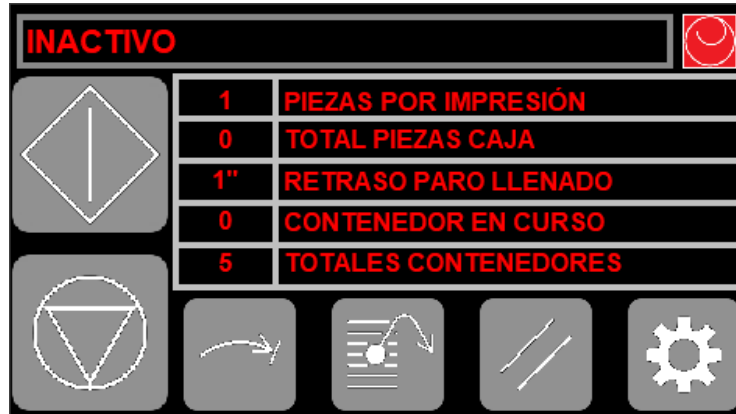 INACTIVO
1 PIEZAS POR IMPRESIÓN
0 TOTAL PIEZAS CAJA
1" RETRASO PARO LLENADO
0 CONTENEDOR EN CURSO
5 TOTALES CONTENEDORES